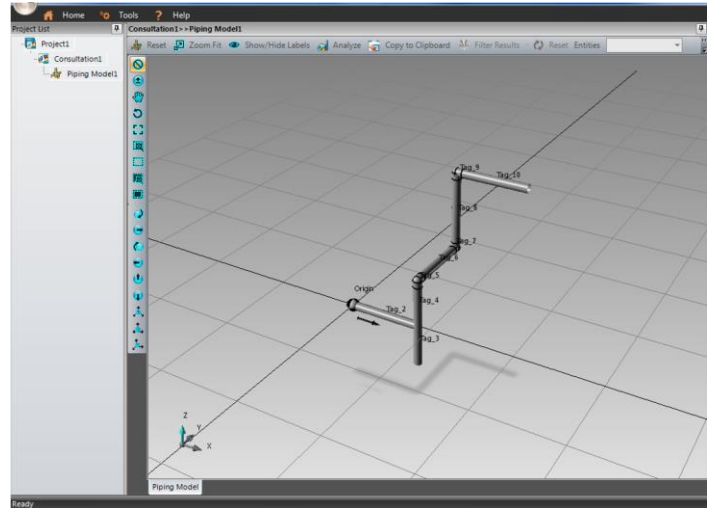 Home Tools ? Help
Project List
Consultation1>>Piping Model1
Project1
Consultation1
Piping Model1
Reset Zoom Fit Show/Hide Labels Analyze Copy to Clipboard Filter Results Reset Entities
Tag_9
Tag_10
Tag_8
Tag_7
Tag_6
Tag_5
Origin
Tag_4
Tag_2
Tag_3
Z
Y
X
Piping Model
Ready